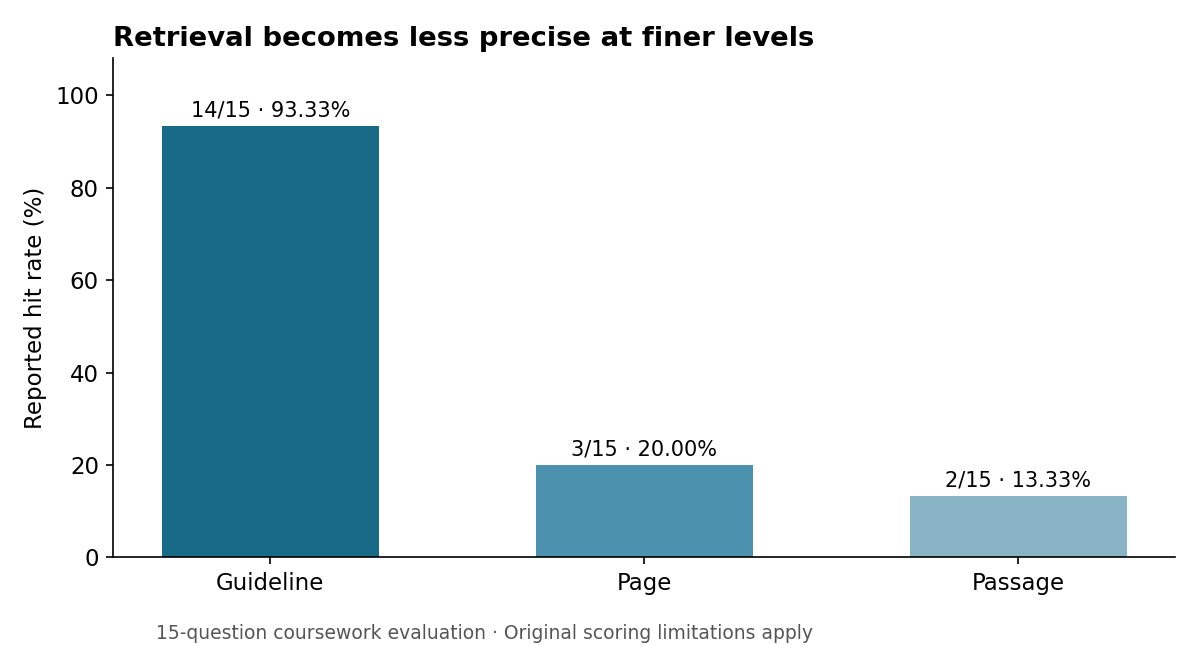 Retrieval becomes less precise at finer levels
Reported hit rate (%)
100
80
60
40
20
0
14/15 · 93.33%
3/15 · 20.00%
2/15 · 13.33%
Guideline
Page
Passage
15-question coursework evaluation · Original scoring limitations apply